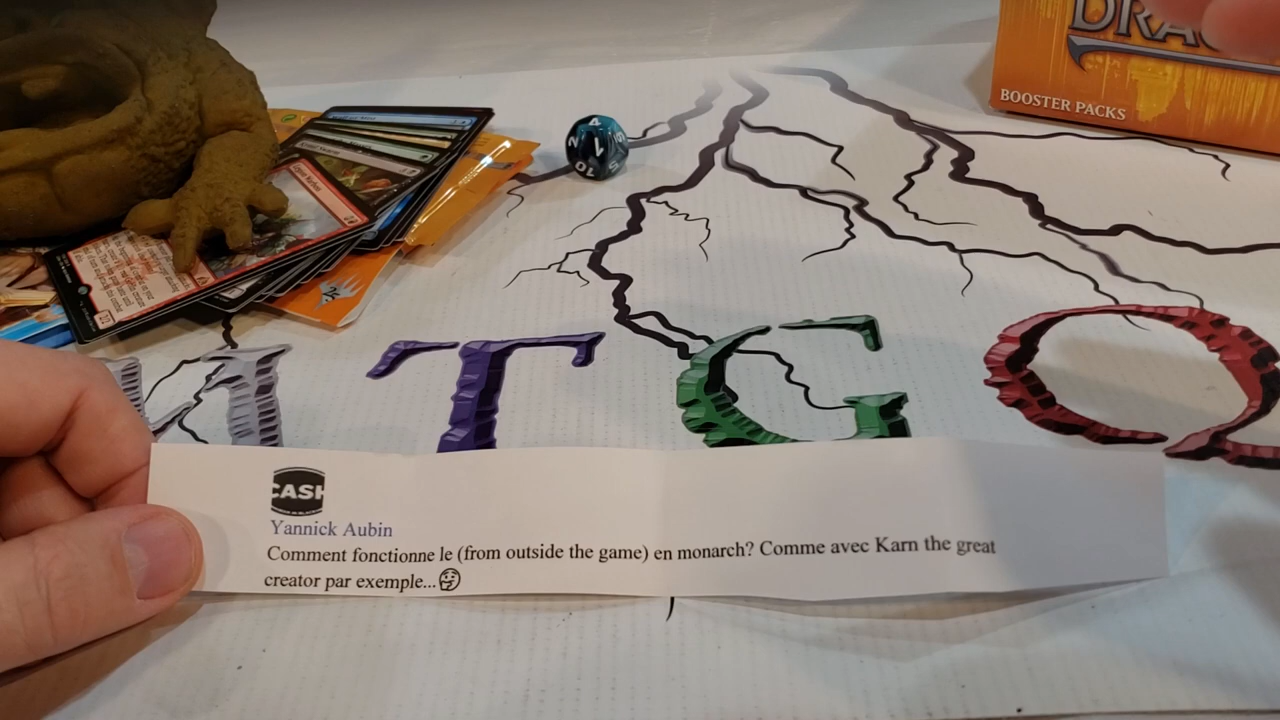 DRA
BOOSTER PACKS
M T G Q
CASH
Yannick Aubin
Comment fonctionne le (from outside the game) en monarch? Comme avec Karn the great
creator par exemple...